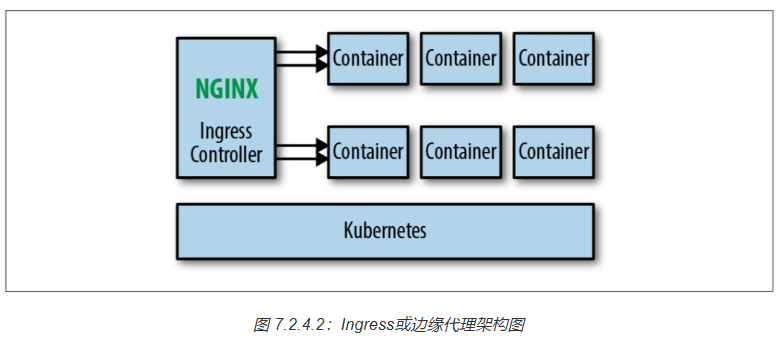 NGINX
Ingress
Controller
Container Container Container
Container Container Container
Kubernetes
图 7.2.4.2：Ingress或边缘代理架构图